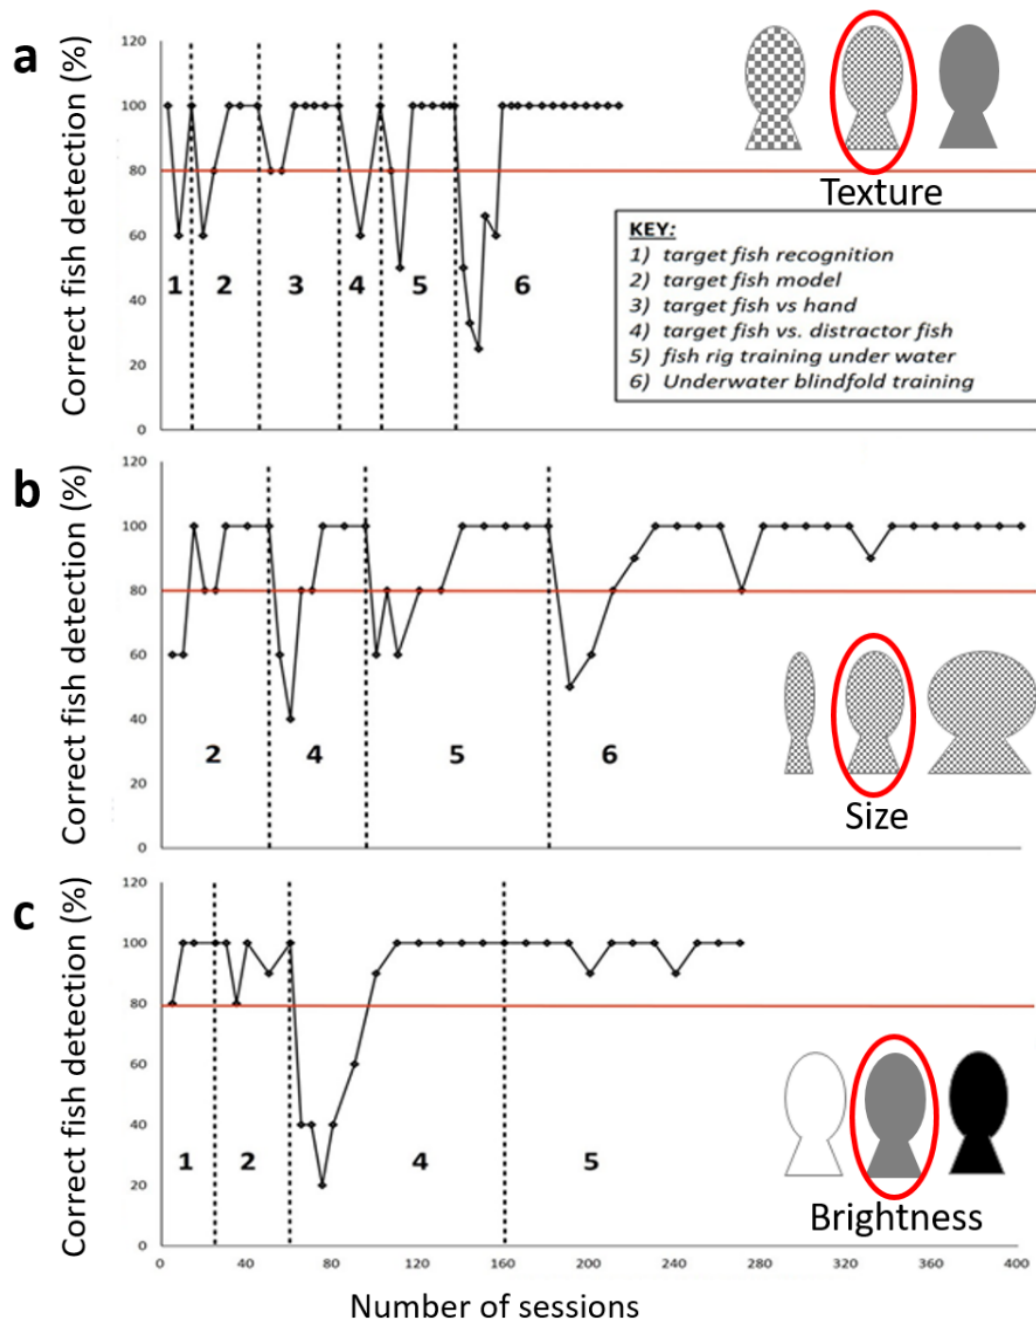 a
Correct fish detection (%)
120
100
80
60
40
20
0
1 2 3 4 5 6
Texture
KEY:
1) target fish recognition
2) target fish model
3) target fish vs hand
4) target fish vs. distractor fish
5) fish rig training under water
6) Underwater blindfold training
b
Correct fish detection (%)
120
100
80
60
40
20
0
2 4 5 6
Size
c
Correct fish detection (%)
120
100
80
60
40
20
0
1 2 4 5
Brightness
0 40 80 120 160 200 240 280 360 400
Number of sessions